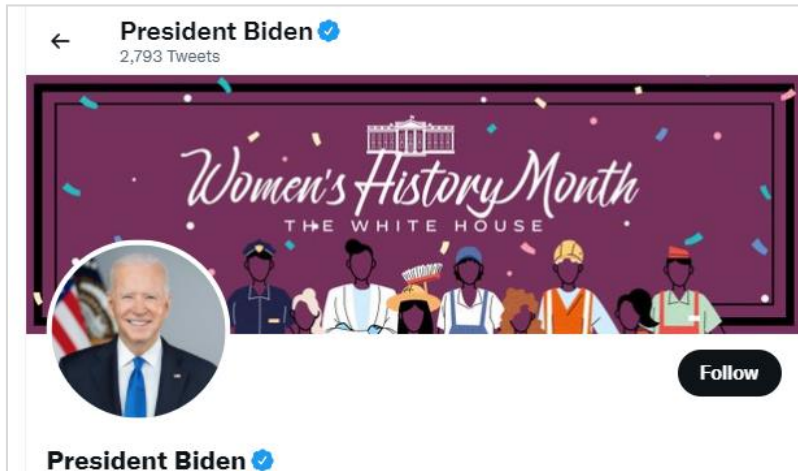 President Biden
2,793 Tweets
Women's History Month
THE WHITE HOUSE
Follow
President Biden